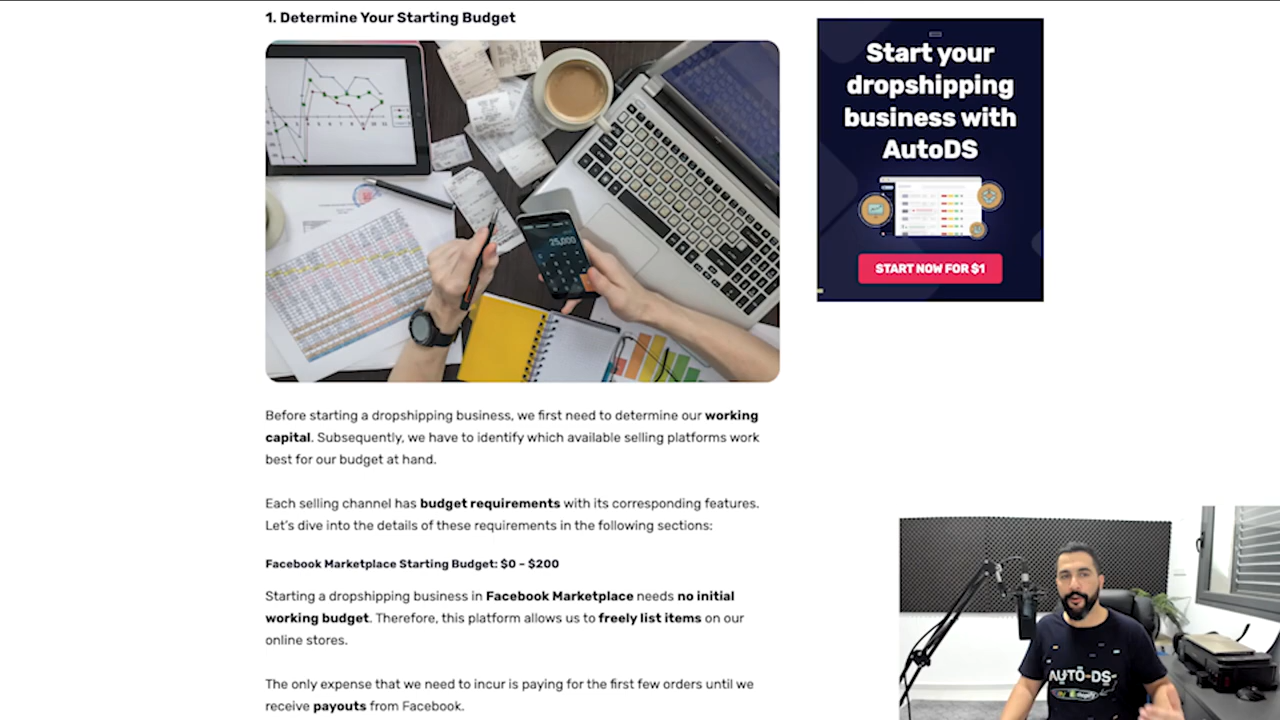 1. Determine Your Starting Budget
25,000
Before starting a dropshipping business, we first need to determine our working
capital. Subsequently, we have to identify which available selling platforms work
best for our budget at hand.
Each selling channel has budget requirements with its corresponding features.
Let's dive into the details of these requirements in the following sections:
Facebook Marketplace Starting Budget: $0 – $200
Starting a dropshipping business in Facebook Marketplace needs no initial
working budget. Therefore, this platform allows us to freely list items on our
online stores.
The only expense that we need to incur is paying for the first few orders until we
receive payouts from Facebook.
Start your
dropshipping
business with
AutoDS
START NOW FOR $1
AUTO-DS